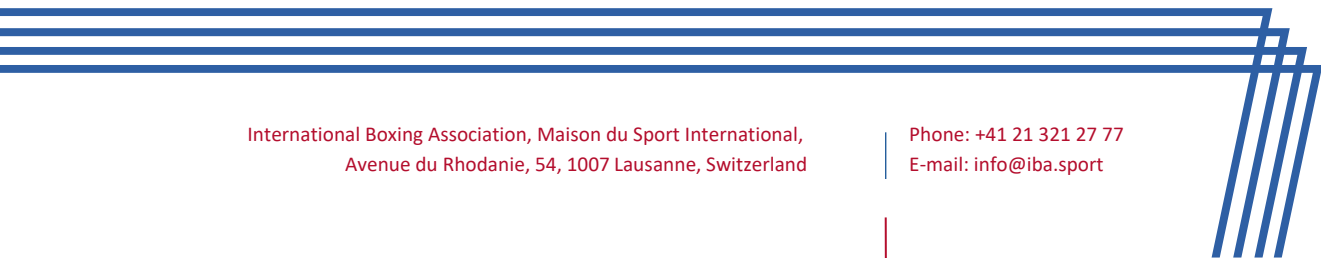 International Boxing Association, Maison du Sport International,
Avenue du Rhodanie, 54, 1007 Lausanne, Switzerland
Phone: +41 21 321 27 77
E-mail: info@iba.sport